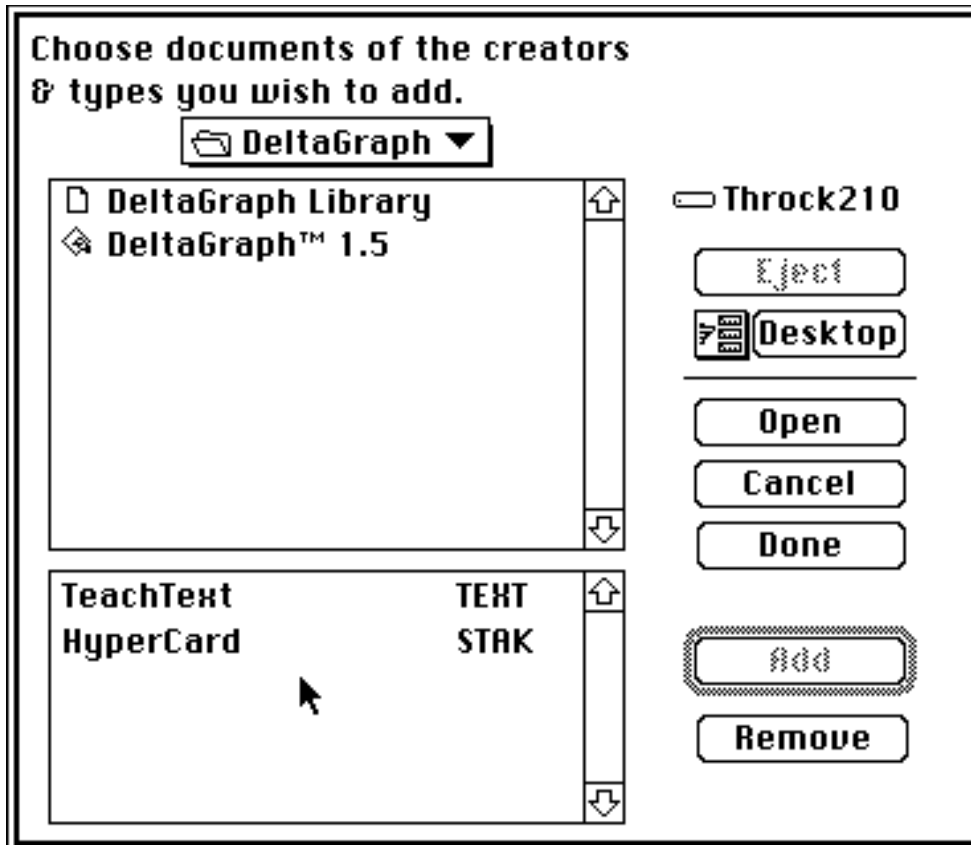 Choose documents of the creators
& types you wish to add.
DeltaGraph
DeltaGraph Library
DeltaGraph™ 1.5
Throck210
Eject
Desktop
Open
Cancel
Done
TeachText TEXT
HyperCard STAK
Add
Remove